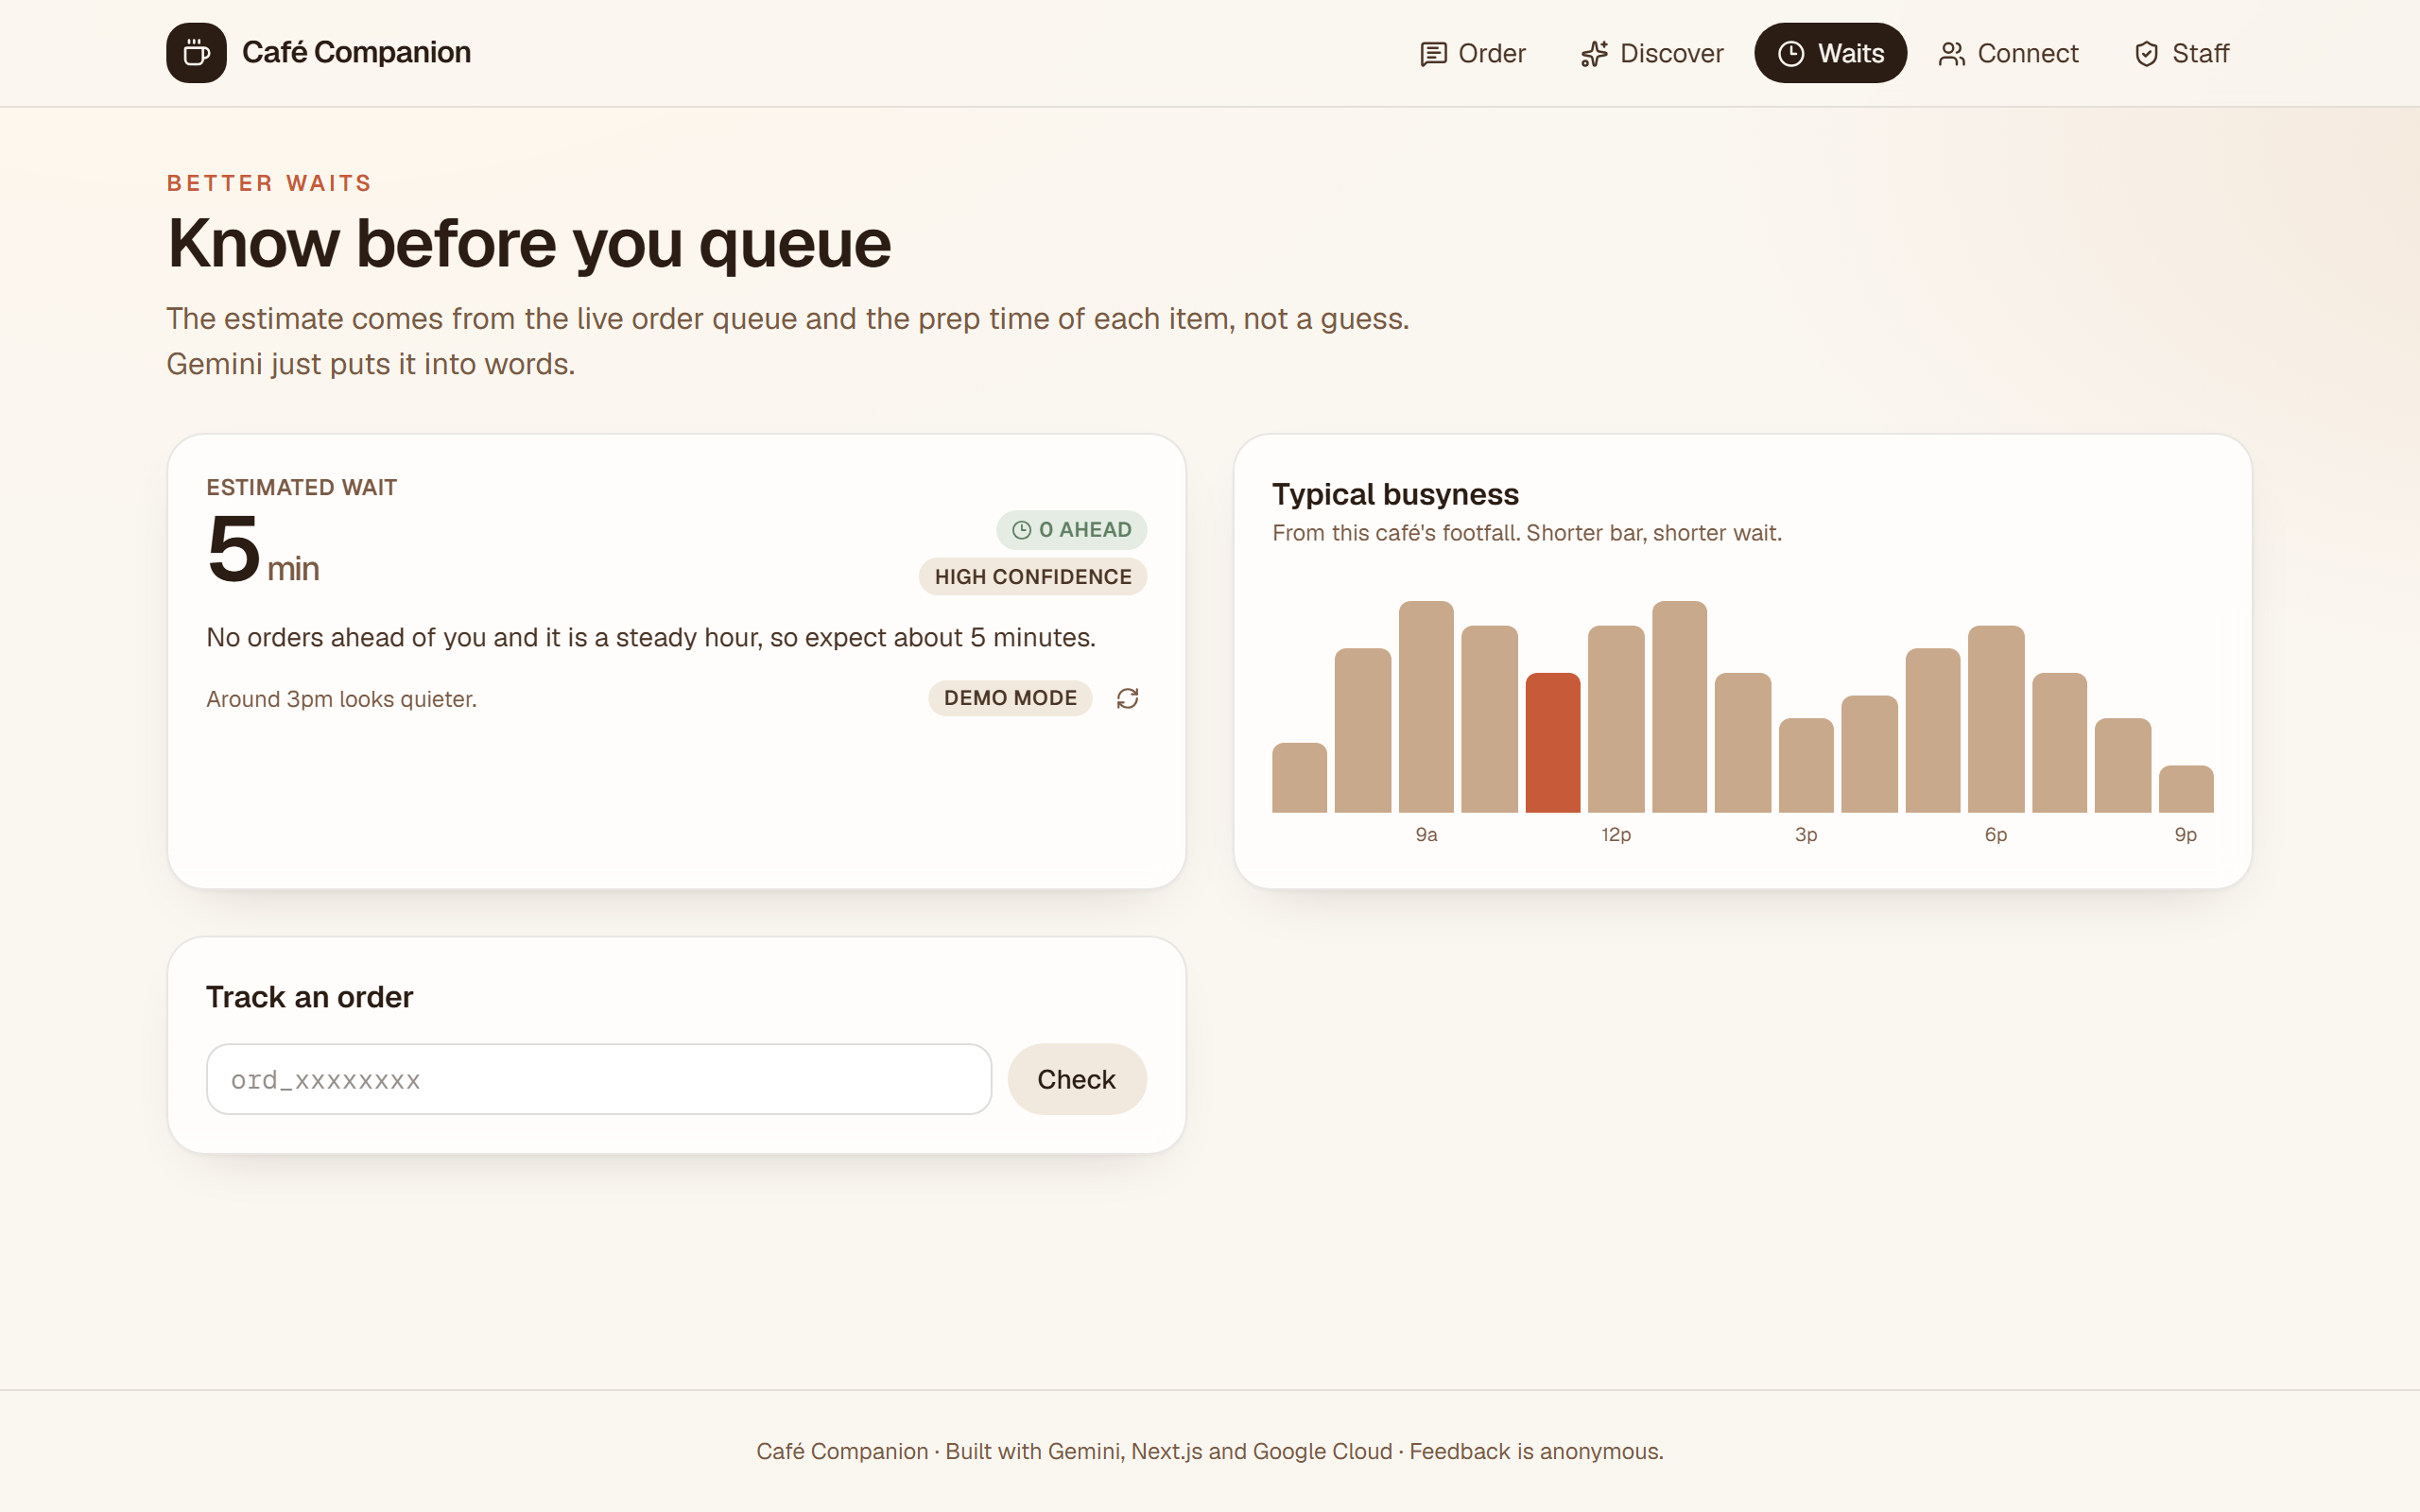 Café Companion
Order
Discover
Waits
Connect
Staff
BETTER WAITS
Know before you queue
The estimate comes from the live order queue and the prep time of each item, not a guess.
Gemini just puts it into words.
ESTIMATED WAIT
5 min
0 AHEAD
HIGH CONFIDENCE
No orders ahead of you and it is a steady hour, so expect about 5 minutes.
Around 3pm looks quieter.
DEMO MODE
Typical busyness
From this café's footfall. Shorter bar, shorter wait.
9a
12p
3p
6p
9p
Track an order
ord_xxxxxxxx
Check
Café Companion · Built with Gemini, Next.js and Google Cloud · Feedback is anonymous.